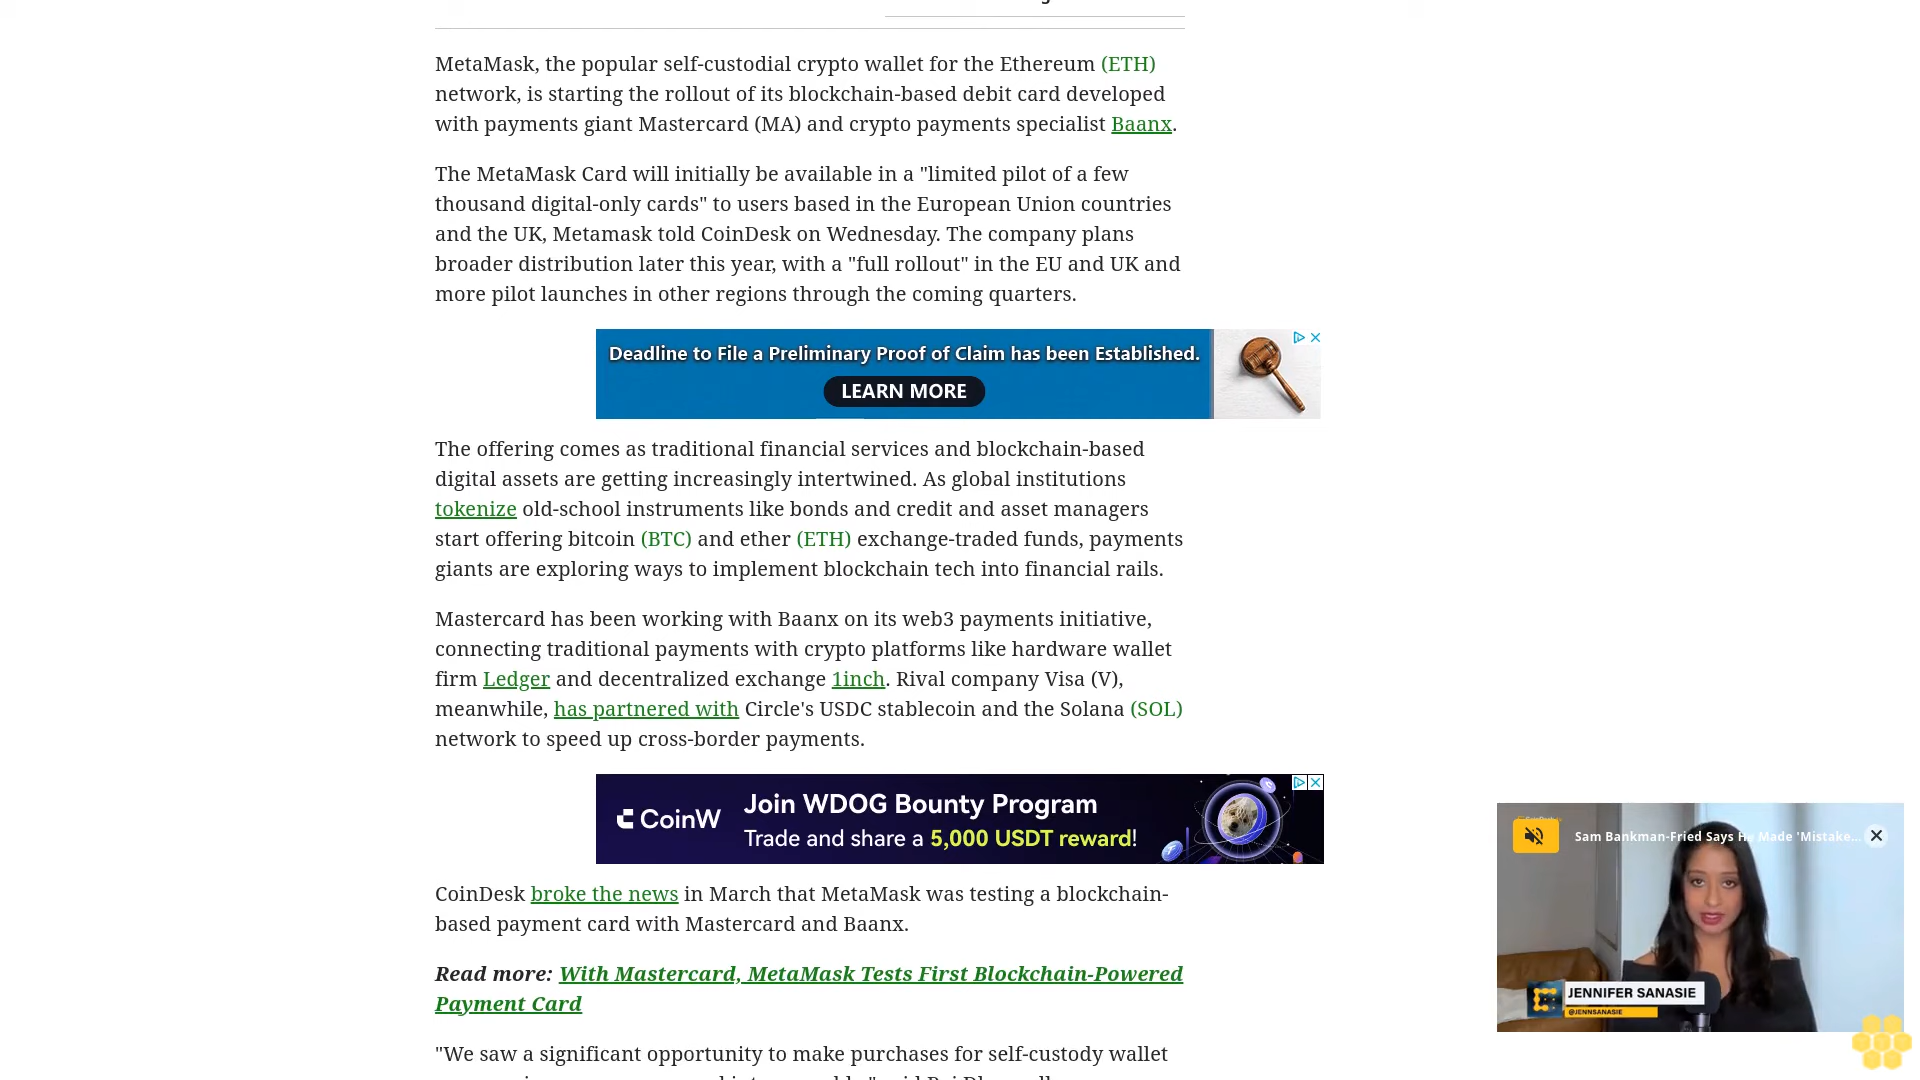 MetaMask, the popular self-custodial crypto wallet for the Ethereum (ETH)
network, is starting the rollout of its blockchain-based debit card developed
with payments giant Mastercard (MA) and crypto payments specialist Baanx.
The MetaMask Card will initially be available in a "limited pilot of a few
thousand digital-only cards" to users based in the European Union countries
and the UK, Metamask told CoinDesk on Wednesday. The company plans
broader distribution later this year, with a "full rollout" in the EU and UK and
more pilot launches in other regions through the coming quarters.
Deadline to File a Preliminary Proof of Claim has been Established.
LEARN MORE
The offering comes as traditional financial services and blockchain-based
digital assets are getting increasingly intertwined. As global institutions
tokenize old-school instruments like bonds and credit and asset managers
start offering bitcoin (BTC) and ether (ETH) exchange-traded funds, payments
giants are exploring ways to implement blockchain tech into financial rails.
Mastercard has been working with Baanx on its web3 payments initiative,
connecting traditional payments with crypto platforms like hardware wallet
firm Ledger and decentralized exchange 1inch. Rival company Visa (V),
meanwhile, has partnered with Circle's USDC stablecoin and the Solana (SOL)
network to speed up cross-border payments.
CoinW
Join WDOG Bounty Program
Trade and share a 5,000 USDT reward!
CoinDesk broke the news in March that MetaMask was testing a blockchain-
based payment card with Mastercard and Baanx.
Read more: With Mastercard, MetaMask Tests First Blockchain-Powered
Payment Card
"We saw a significant opportunity to make purchases for self-custody wallet
Sam Bankman-Fried Says He Made 'Mistake...
JENNIFER SANASIE
@JENNSANASIE